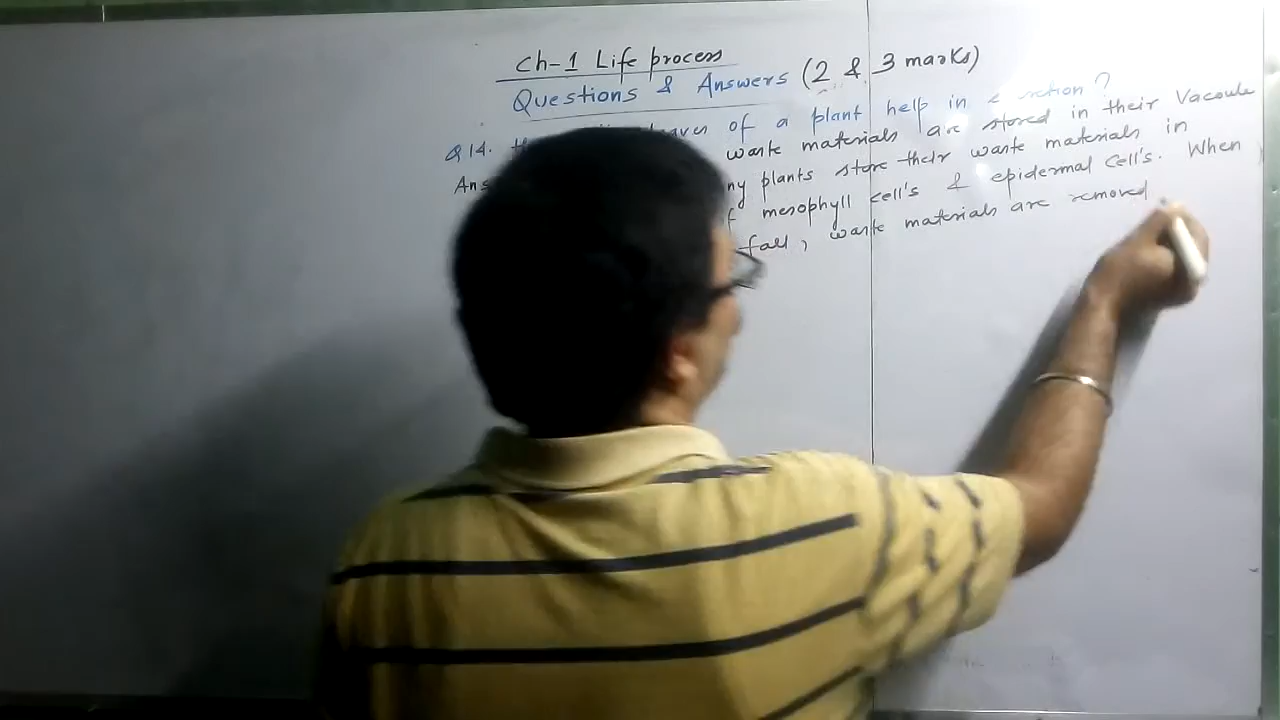 Ch-1 Life process
Questions & Answers (2 & 3 marks)
Q14. leaves of a plant help in ?
Ans waste materials are stored in their Vacoule
plants store their waste materials in
mesophyll cell's & epidermal cell's. When
fall, waste materials are removed.